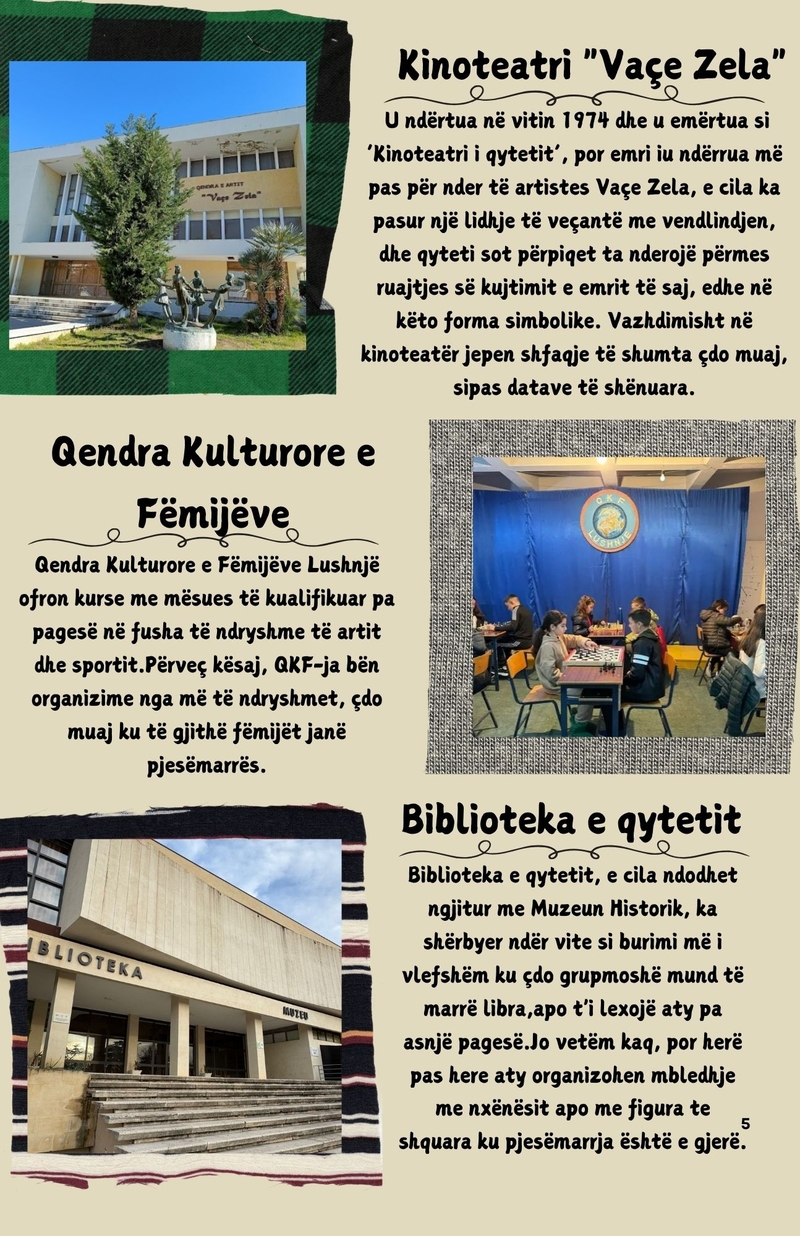 Kinoteatri "Vaçe Zela"
U ndërtua në vitin 1974 dhe u emërtua si
'Kinoteatri i qytetit', por emri iu ndërrua më
pas për nder të artistes Vaçe Zela, e cila ka
pasur një lidhje të veçantë me vendlindjen,
dhe qyteti sot përpiqet ta nderojë përmes
ruajtjes së kujtimit e emrit të saj, edhe në
këto forma simbolike. Vazhdimisht në
kinoteatër jepen shfaqje të shumta çdo muaj,
sipas datave të shënuara.
QENDRA E ARTIT
"Vaçe Zela"
Qendra Kulturore e
Fëmijëve
Qendra Kulturore e Fëmijëve Lushnjë
ofron kurse me mësues të kualifikuar pa
pagesë në fusha të ndryshme të artit
dhe sportit.Përveç kësaj, QKF-ja bën
organizime nga më të ndryshmet, çdo
muaj ku të gjithë fëmijët janë
pjesëmarrës.
QKF
LUSHNJE
Biblioteka e qytetit
Biblioteka e qytetit, e cila ndodhet
ngjitur me Muzeun Historik, ka
shërbyer ndër vite si burimi më i
vlefshëm ku çdo grupmoshë mund të
marrë libra,apo t'i lexojë aty pa
asnjë pagesë.Jo vetëm kaq, por herë
pas here aty organizohen mbledhje
me nxënësit apo me figura te
shquara ku pjesëmarrja është e gjerë.
IBLIOTEKA
MUZEU
5